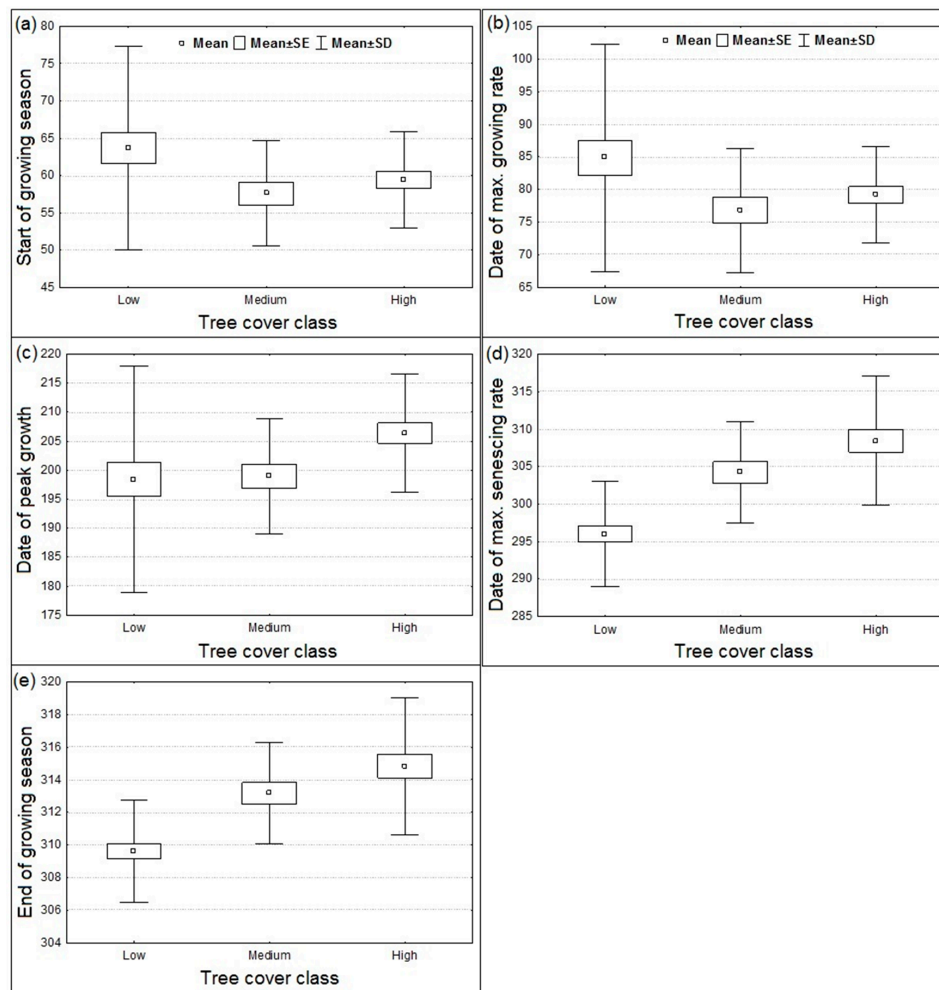 (a)
Mean Mean±SE Mean±SD
Start of growing season
80
75
70
65
60
55
50
45
Low Medium High
Tree cover class
(b)
Mean Mean±SE Mean±SD
Date of max. growing rate
105
100
95
90
85
80
75
70
65
Low Medium High
Tree cover class
(c)
Date of peak growth
220
215
210
205
200
195
190
185
180
175
Low Medium High
Tree cover class
(d)
Date of max. senescing rate
320
315
310
305
300
295
290
285
Low Medium High
Tree cover class
(e)
End of growing season
320
318
316
314
312
310
308
306
304
Low Medium High
Tree cover class